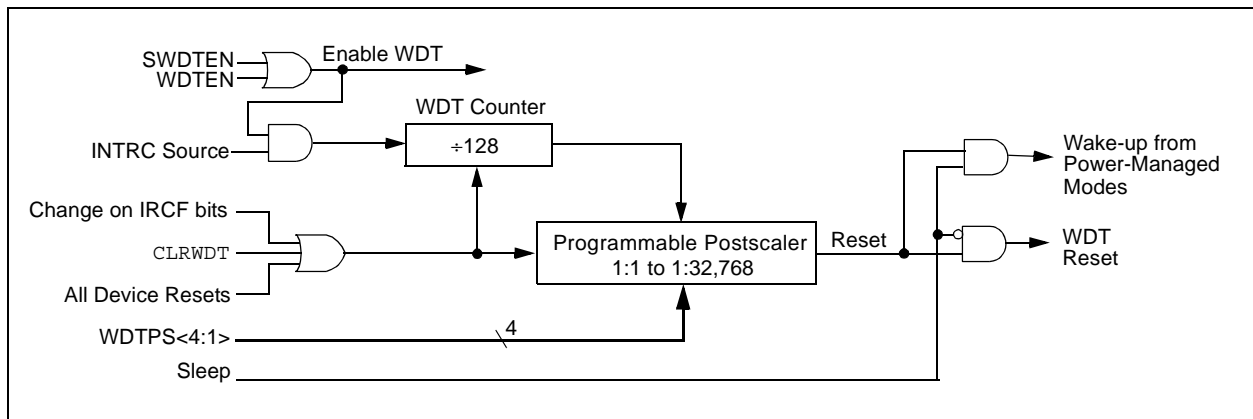 SWDTEN
WDTEN
Enable WDT
WDT Counter
÷128
INTRC Source
Wake-up from
Power-Managed
Modes
Change on IRCF bits
CLRWDT
All Device Resets
Programmable Postscaler
1:1 to 1:32,768
Reset
WDT
Reset
WDTPS<4:1>
4
Sleep